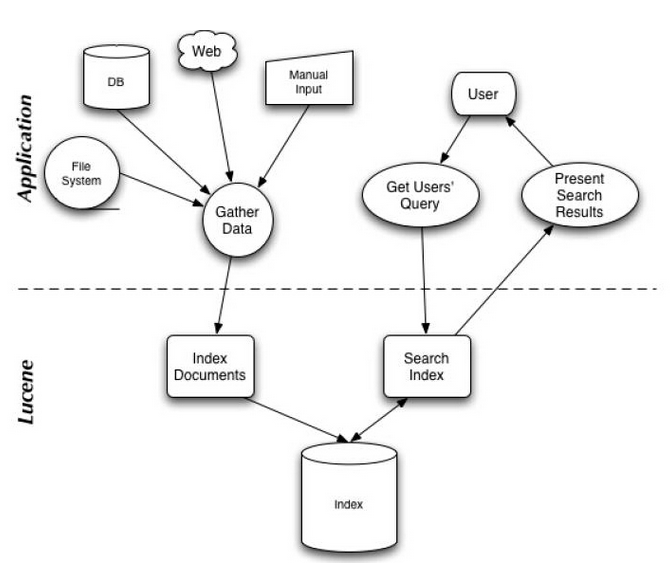 Application
DB
Web
Manual
Input
User
File
System
Gather
Data
Get Users'
Query
Present
Search
Results
Lucene
Index
Documents
Search
Index
Index